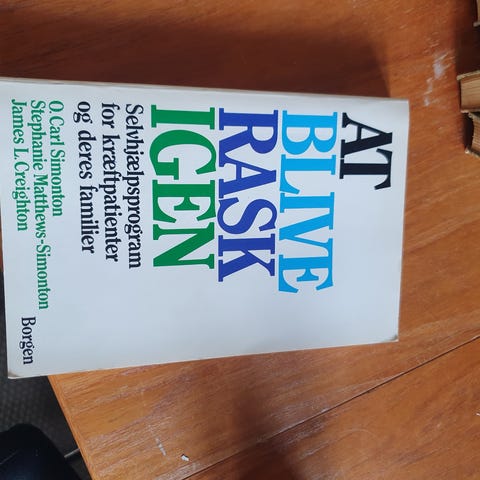 AT
BLIVE
RASK
IGEN
Selvhjælpsprogram
for kræftpatienter
og deres familier
O. Carl Simonton
Stephanie Matthews-Simonton
James L. Creighton
Borgen